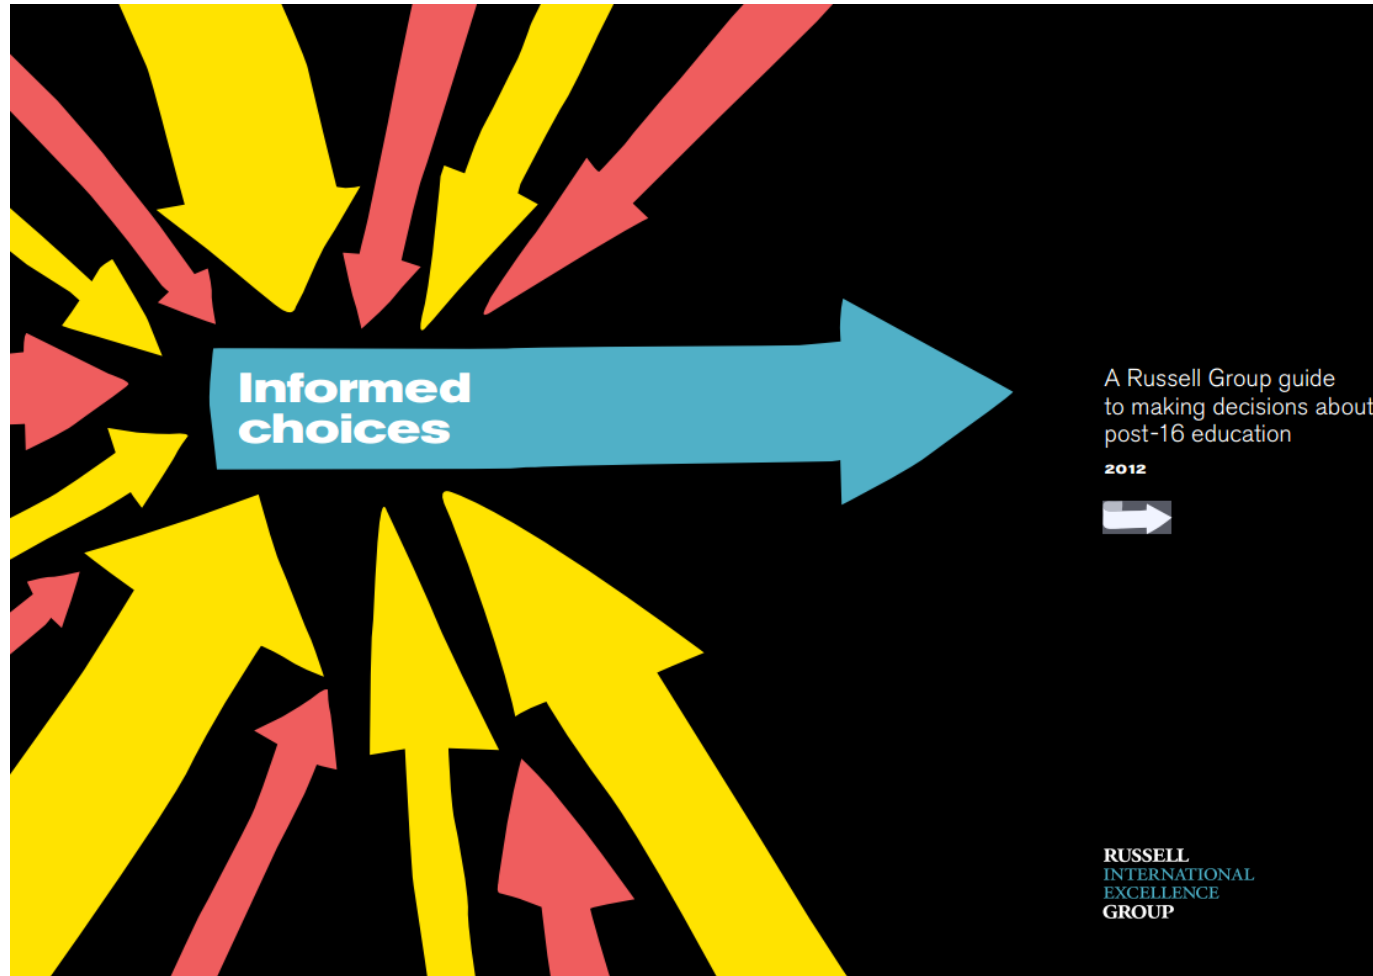 Informed
choices
A Russell Group guide
to making decisions about
post-16 education
2012
RUSSELL
INTERNATIONAL
EXCELLENCE
GROUP